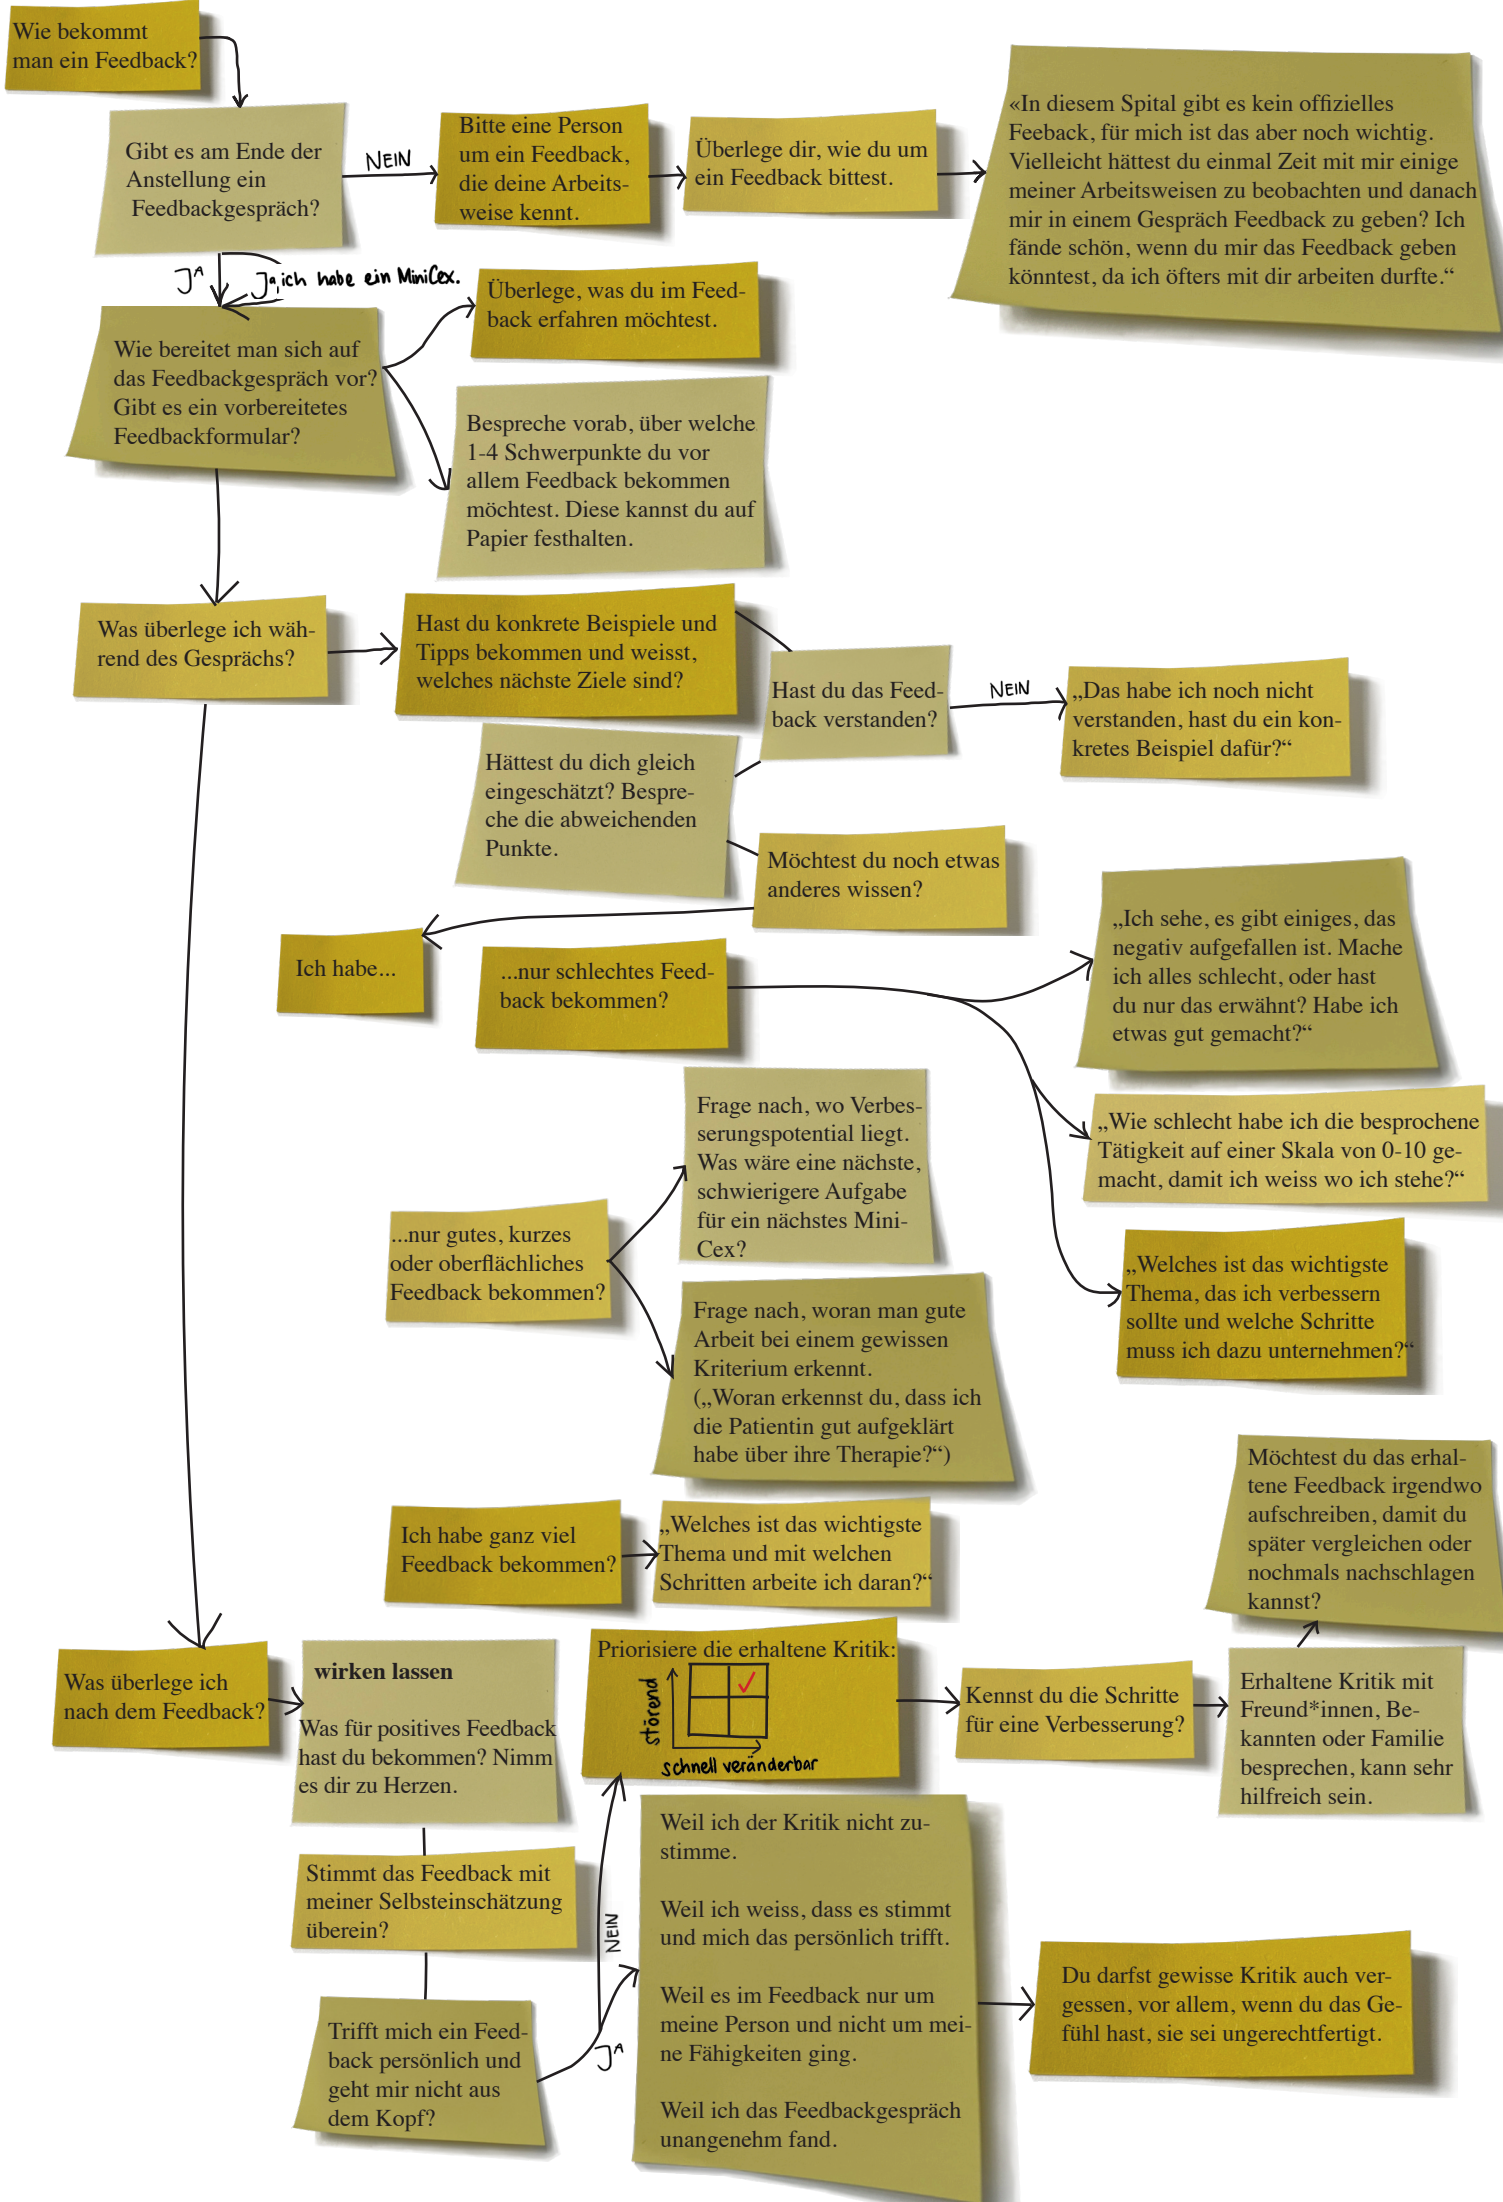 Wie bekommt
man ein Feedback?
Gibt es am Ende der
Anstellung ein
Feedbackgespräch?
NEIN
Bitte eine Person
um ein Feedback,
die deine Arbeits-
weise kennt.
Überlege dir, wie du um
ein Feedback bittest.
«In diesem Spital gibt es kein offizielles
Feeback, für mich ist das aber noch wichtig.
Vielleicht hättest du einmal Zeit mit mir einige
meiner Arbeitsweisen zu beobachten und danach
mir in einem Gespräch Feedback zu geben? Ich
fände schön, wenn du mir das Feedback geben
könntest, da ich öfters mit dir arbeiten durfte.“
JA
Ja, ich habe ein MiniCex.
Wie bereitet man sich auf
das Feedbackgespräch vor?
Gibt es ein vorbereitetes
Feedbackformular?
Überlege, was du im Feed-
back erfahren möchtest.
Bespreche vorab, über welche
1-4 Schwerpunkte du vor
allem Feedback bekommen
möchtest. Diese kannst du auf
Papier festhalten.
Was überlege ich wäh-
rend des Gesprächs?
Hast du konkrete Beispiele und
Tipps bekommen und weisst,
welches nächste Ziele sind?
Hast du das Feed-
back verstanden?
NEIN
„Das habe ich noch nicht
verstanden, hast du ein kon-
kretes Beispiel dafür?“
Hättest du dich gleich
eingeschätzt? Bespre-
che die abweichenden
Punkte.
Möchtest du noch etwas
anderes wissen?
Ich habe...
...nur schlechtes Feed-
back bekommen?
„Ich sehe, es gibt einiges, das
negativ aufgefallen ist. Mache
ich alles schlecht, oder hast
du nur das erwähnt? Habe ich
etwas gut gemacht?“
„Wie schlecht habe ich die besprochene
Tätigkeit auf einer Skala von 0-10 ge-
macht, damit ich weiss wo ich stehe?“
„Welches ist das wichtigste
Thema, das ich verbessern
sollte und welche Schritte
muss ich dazu unternehmen?“
...nur gutes, kurzes
oder oberflächliches
Feedback bekommen?
Frage nach, wo Verbes-
serungspotential liegt.
Was wäre eine nächste,
schwierigere Aufgabe
für ein nächstes Mini-
Cex?
Frage nach, woran man gute
Arbeit bei einem gewissen
Kriterium erkennt.
(„Woran erkennst du, dass ich
die Patientin gut aufgeklärt
habe über ihre Therapie?“)
Ich habe ganz viel
Feedback bekommen?
„Welches ist das wichtigste
Thema und mit welchen
Schritten arbeite ich daran?“
Was überlege ich
nach dem Feedback?
wirken lassen
Was für positives Feedback
hast du bekommen? Nimm
es dir zu Herzen.
Stimmt das Feedback mit
meiner Selbsteinschätzung
überein?
Trifft mich ein Feed-
back persönlich und
geht mir nicht aus
dem Kopf?
NEIN
JA
Priorisiere die erhaltene Kritik:
störend
schnell veränderbar
Kennst du die Schritte
für eine Verbesserung?
Erhaltene Kritik mit
Freund*innen, Be-
kannten oder Familie
besprechen, kann sehr
hilfreich sein.
Möchtest du das erhal-
tene Feedback irgendwo
aufschreiben, damit du
später vergleichen oder
nochmals nachschlagen
kannst?
Weil ich der Kritik nicht zu-
stimme.
Weil ich weiss, dass es stimmt
und mich das persönlich trifft.
Weil es im Feedback nur um
meine Person und nicht um mei-
ne Fähigkeiten ging.
Weil ich das Feedbackgespräch
unangenehm fand.
Du darfst gewisse Kritik auch ver-
gessen, vor allem, wenn du das Ge-
fühl hast, sie sei ungerechtfertigt.